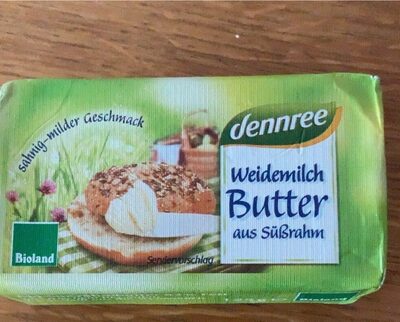 sahnig-milder Geschmack
dennree
Weidemilch
Butter
aus Süßrahm
Bioland
Serviervorschlag